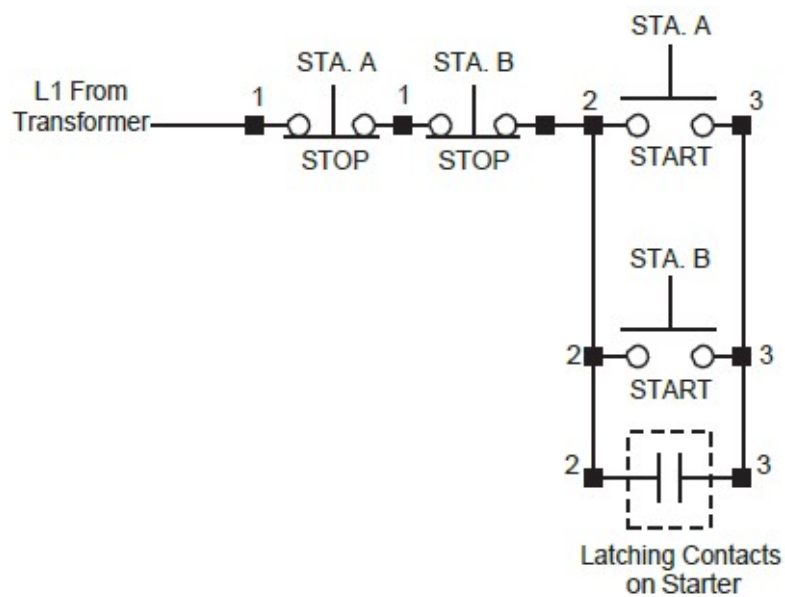 STA. A
L1 From
Transformer
1
STA. A
1
STA. B
2
3
STOP
STOP
START
STA. B
2
3
START
2
3
Latching Contacts
on Starter